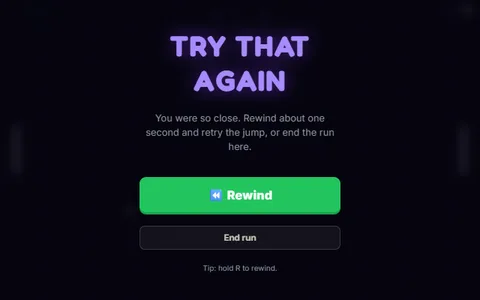 TRY THAT
AGAIN
You were so close. Rewind about one
second and retry the jump, or end the run
here.
⏪ Rewind
End run
Tip: hold R to rewind.